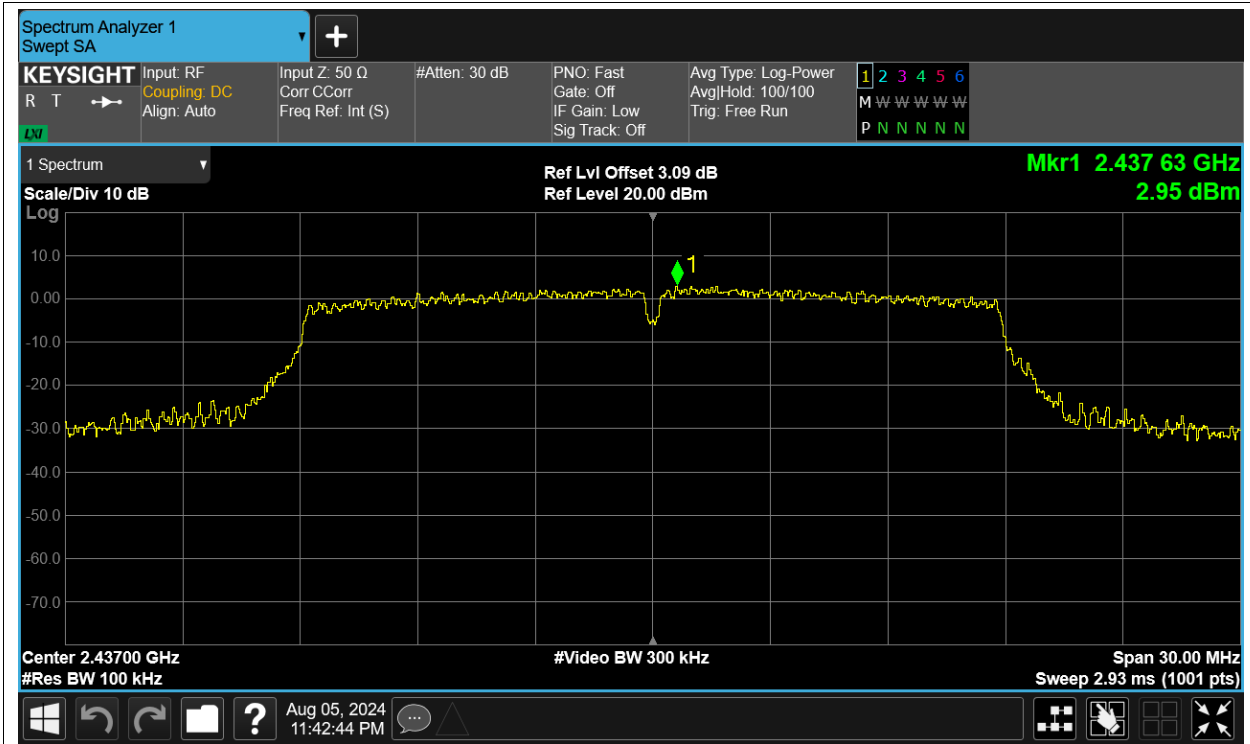 Spectrum Analyzer 1
Swept SA
KEYSIGHT
R T
LXI
Input: RF
Coupling: DC
Align: Auto
Input Z: 50 Ω
Corr CCorr
Freq Ref: Int (S)
#Atten: 30 dB
PNO: Fast
Gate: Off
IF Gain: Low
Sig Track: Off
Avg Type: Log-Power
Avg|Hold: 100/100
Trig: Free Run
1 2 3 4 5 6
M W W W W W
P N N N N N
1 Spectrum
Scale/Div 10 dB
Log
Ref Lvl Offset 3.09 dB
Ref Level 20.00 dBm
Mkr1 2.437 63 GHz
2.95 dBm
1
10.0
0.00
-10.0
-20.0
-30.0
-40.0
-50.0
-60.0
-70.0
Center 2.43700 GHz
#Res BW 100 kHz
#Video BW 300 kHz
Span 30.00 MHz
Sweep 2.93 ms (1001 pts)
?
Aug 05, 2024
11:42:44 PM